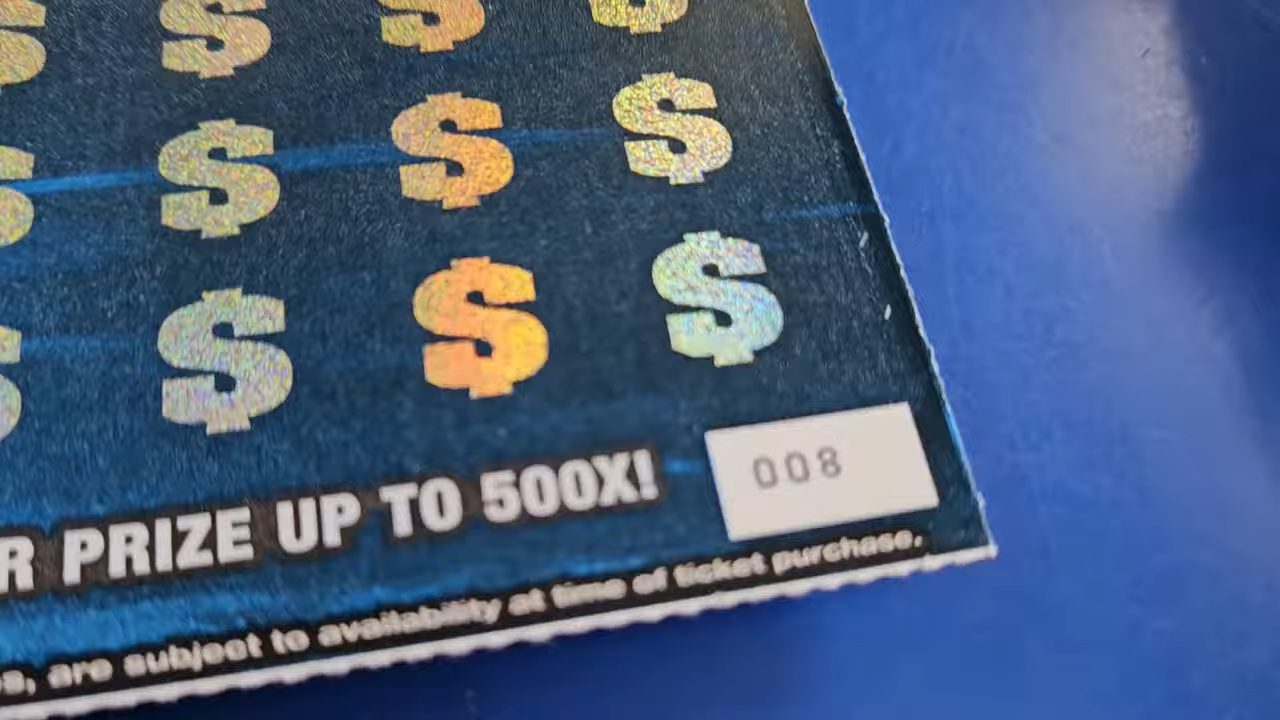 $ $ $
$ $ $
$ $ $
PRIZE UP TO 500X!
008
are subject to availability at time of ticket purchase.